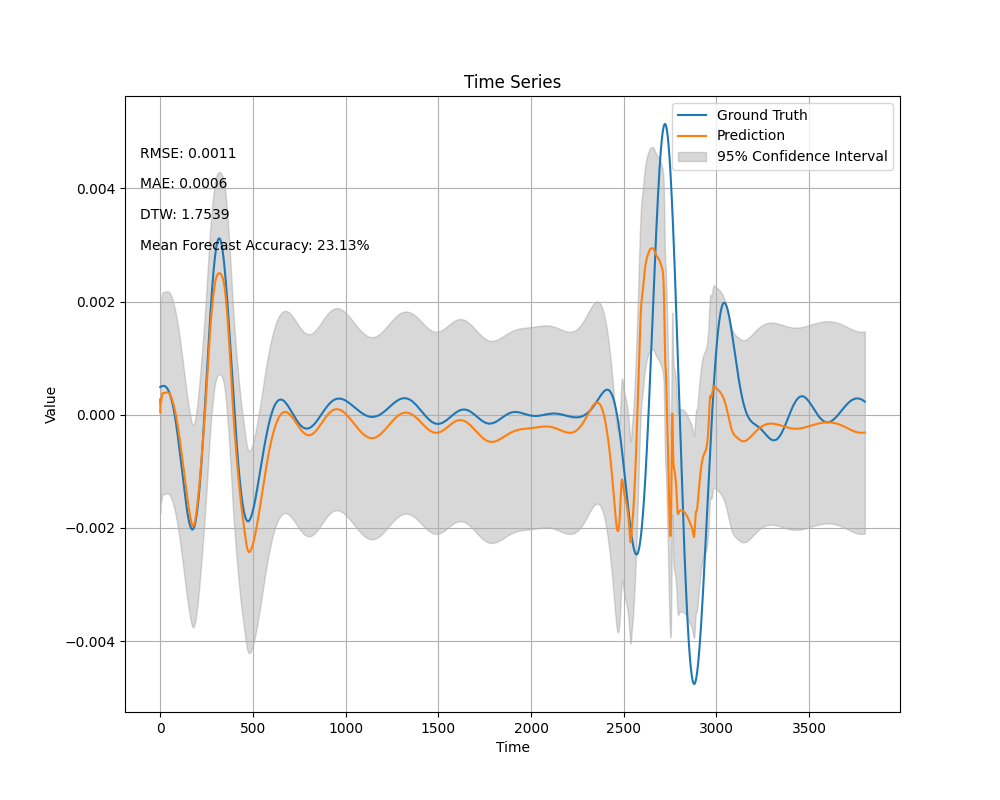 Time Series
Ground Truth
Prediction
95% Confidence Interval
RMSE: 0.0011
MAE: 0.0006
DTW: 1.7539
Mean Forecast Accuracy: 23.13%
0.004
0.002
0.000
−0.002
−0.004
Value
0 500 1000 1500 2000 2500 3000 3500
Time